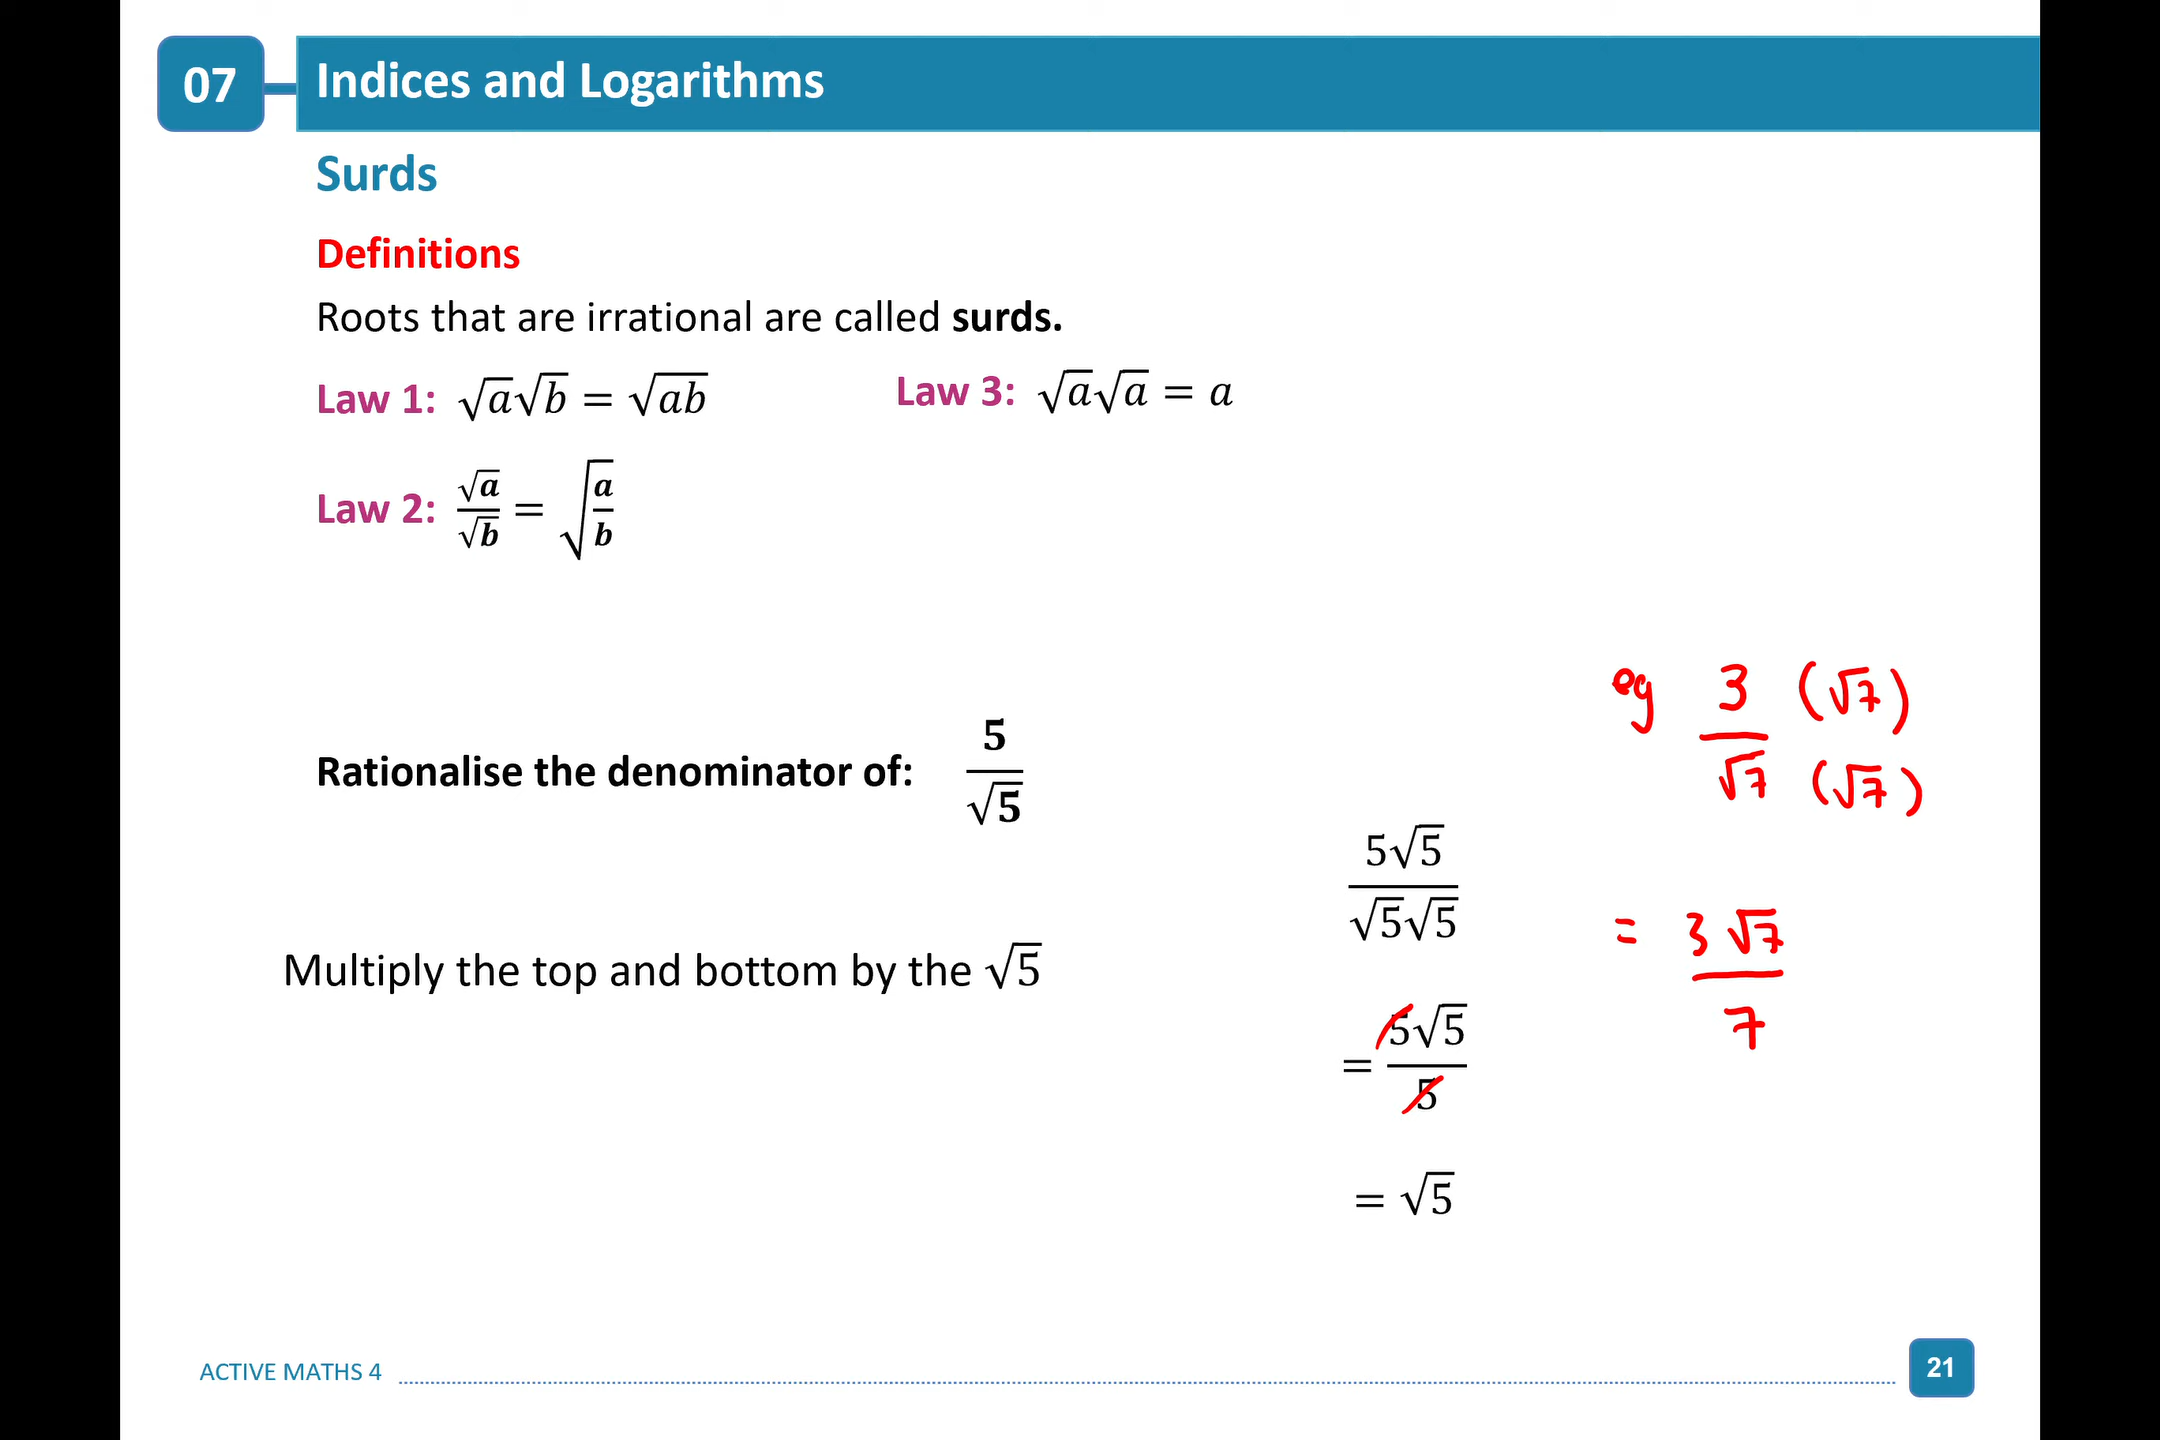 07 Indices and Logarithms
Surds
Definitions
Roots that are irrational are called surds.
Law 1: √a√b = √ab
Law 3: √a√a = a
Law 2: √a/√b = √(a/b)
Rationalise the denominator of: 5/√5
Multiply the top and bottom by the √5
5√5/√5√5
= 5√5/5
= √5
eg 3 (√7)
√7 (√7)
= 3√7
7
ACTIVE MATHS 4
21